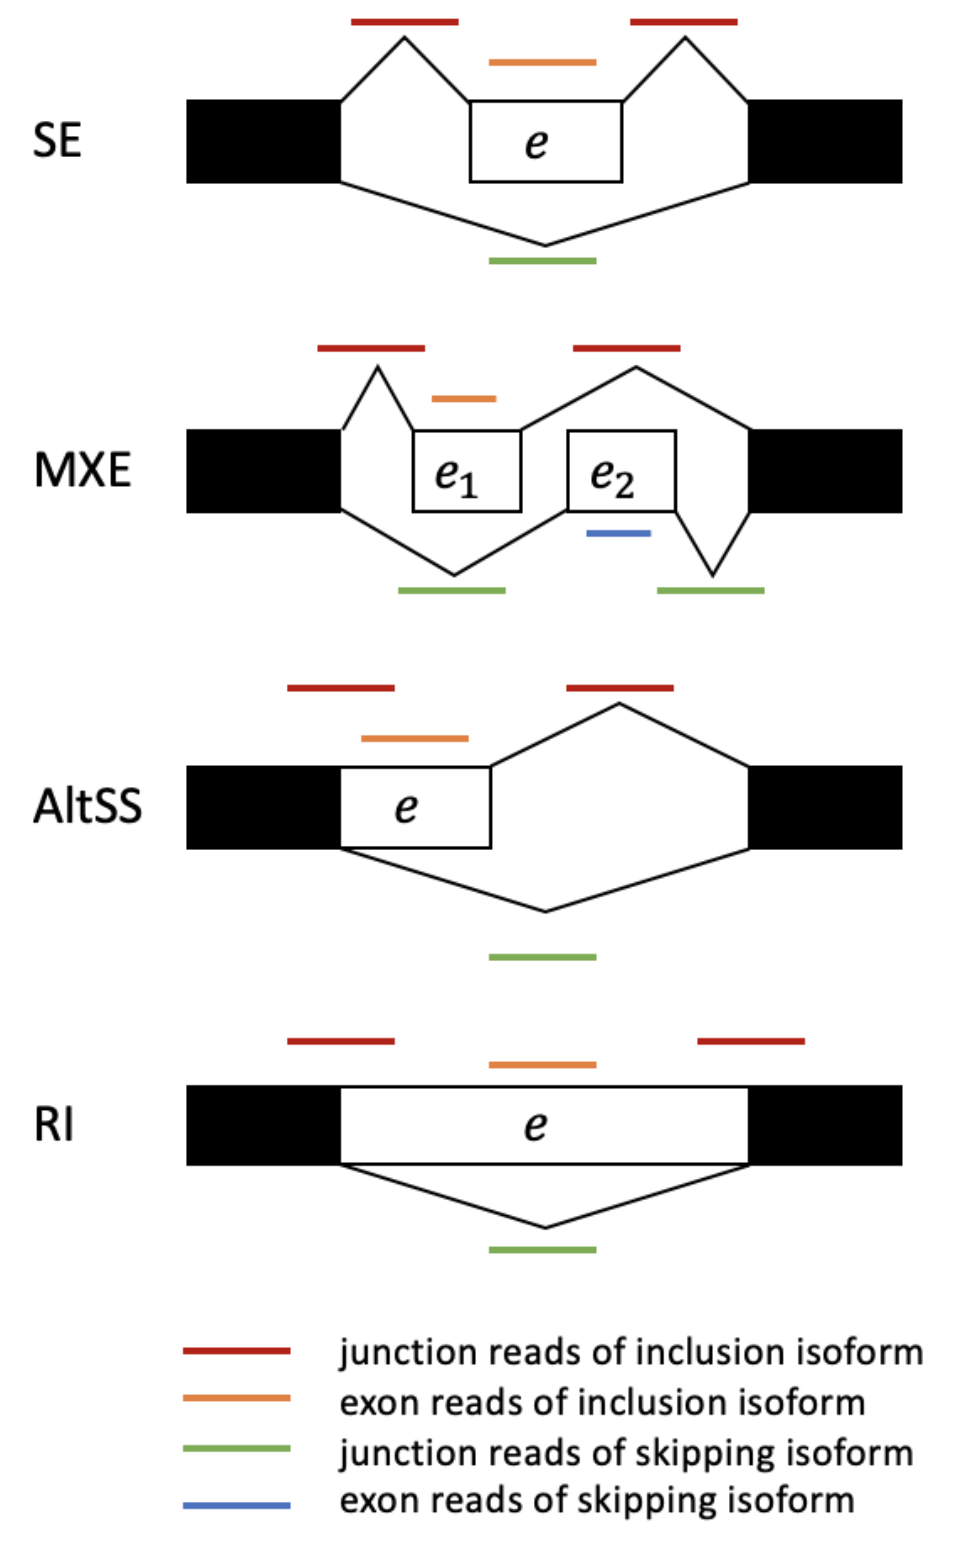 SE
e
MXE
e₁ e₂
AltSS
e
RI
e
junction reads of inclusion isoform
exon reads of inclusion isoform
junction reads of skipping isoform
exon reads of skipping isoform